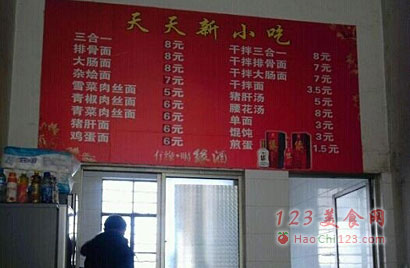 天天新小吃
三合一 8元
排骨面 8元
大肠面 8元
杂烩面 7元
雪菜肉丝面 5元
青椒肉丝面 6元
青菜肉丝面 5元
猪肝面 6元
鸡蛋面 6元
干拌三合一 8元
干拌排骨面 7元
干拌大肠面 7元
干拌面 3.5元
猪肝汤 5元
腰花汤 8元
单面 3元
馄饨 3元
煎蛋 1.5元
缘酒
123美食网
HaoChi123.com